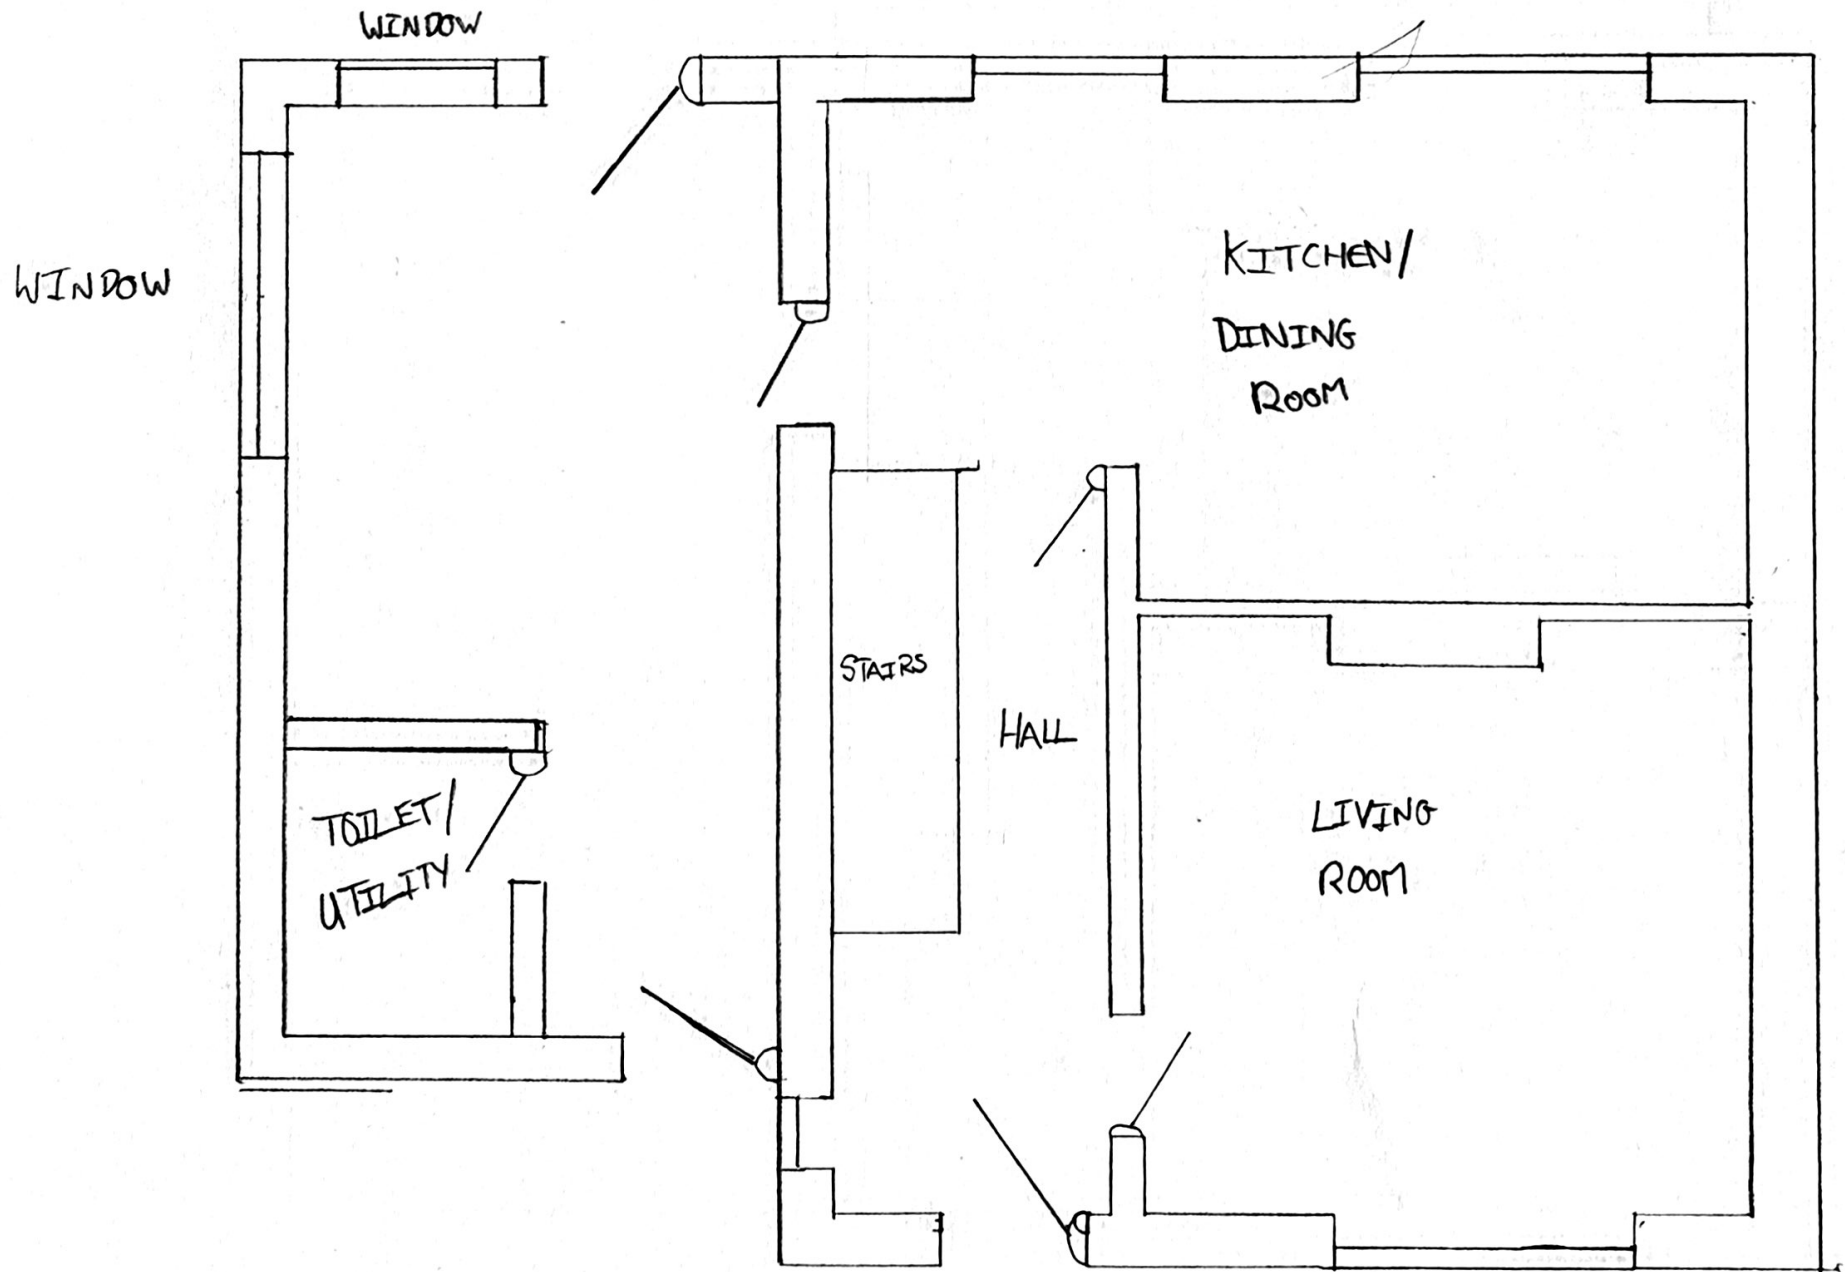 WINDOW
WINDOW
KITCHEN/
DINING
ROOM
STAIRS
HALL
TOILET/
UTILITY
LIVING
ROOM